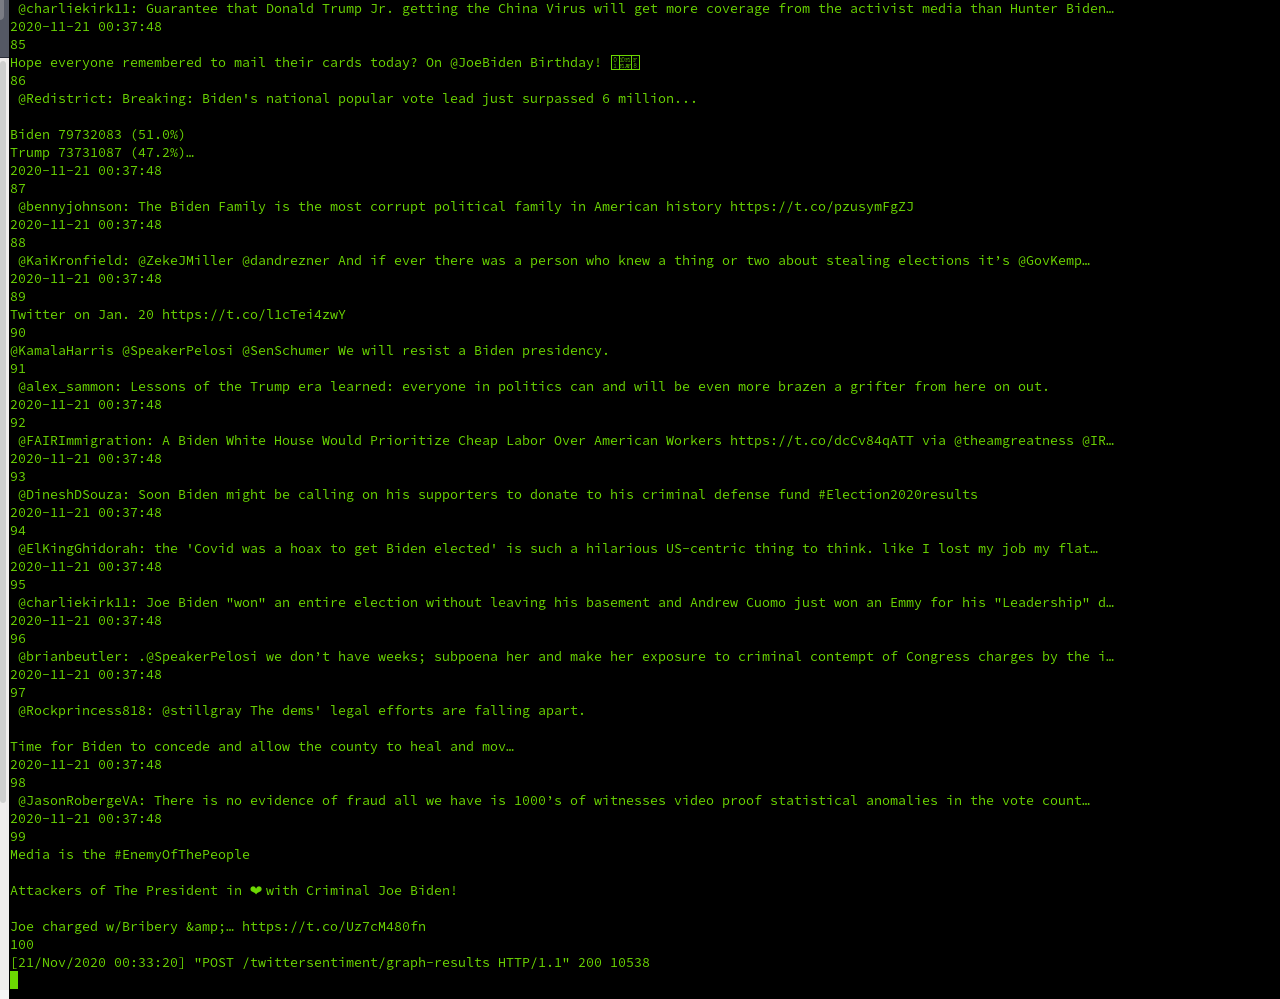 @charliekirk11: Guarantee that Donald Trump Jr. getting the China Virus will get more coverage from the activist media than Hunter Biden…
2020-11-21 00:37:48
85
Hope everyone remembered to mail their cards today? On @JoeBiden Birthday!
86
@Redistrict: Breaking: Biden's national popular vote lead just surpassed 6 million...
Biden 79732083 (51.0%)
Trump 73731087 (47.2%)…
2020-11-21 00:37:48
87
@bennyjohnson: The Biden Family is the most corrupt political family in American history https://t.co/pzusymFgZJ
2020-11-21 00:37:48
88
@KaiKronfield: @ZekeJMiller @dandrezner And if ever there was a person who knew a thing or two about stealing elections it’s @GovKemp…
2020-11-21 00:37:48
89
Twitter on Jan. 20 https://t.co/l1cTei4zwY
90
@KamalaHarris @SpeakerPelosi @SenSchumer We will resist a Biden presidency.
91
@alex_sammon: Lessons of the Trump era learned: everyone in politics can and will be even more brazen a grifter from here on out.
2020-11-21 00:37:48
92
@FAIRImmigration: A Biden White House Would Prioritize Cheap Labor Over American Workers https://t.co/dcCv84qATT via @theamgreatness @IR…
2020-11-21 00:37:48
93
@DineshDSouza: Soon Biden might be calling on his supporters to donate to his criminal defense fund #Election2020results
2020-11-21 00:37:48
94
@ElKingGhidorah: the 'Covid was a hoax to get Biden elected' is such a hilarious US-centric thing to think. like I lost my job my flat…
2020-11-21 00:37:48
95
@charliekirk11: Joe Biden "won" an entire election without leaving his basement and Andrew Cuomo just won an Emmy for his "Leadership" d…
2020-11-21 00:37:48
96
@brianbeutler: .@SpeakerPelosi we don’t have weeks; subpoena her and make her exposure to criminal contempt of Congress charges by the i…
2020-11-21 00:37:48
97
@Rockprincess818: @stillgray The dems' legal efforts are falling apart.
Time for Biden to concede and allow the county to heal and mov…
2020-11-21 00:37:48
98
@JasonRobergeVA: There is no evidence of fraud all we have is 1000’s of witnesses video proof statistical anomalies in the vote count…
2020-11-21 00:37:48
99
Media is the #EnemyOfThePeople
Attackers of The President in ❤ with Criminal Joe Biden!
Joe charged w/Bribery &amp;… https://t.co/Uz7cM480fn
100
[21/Nov/2020 00:33:20] "POST /twittersentiment/graph-results HTTP/1.1" 200 10538